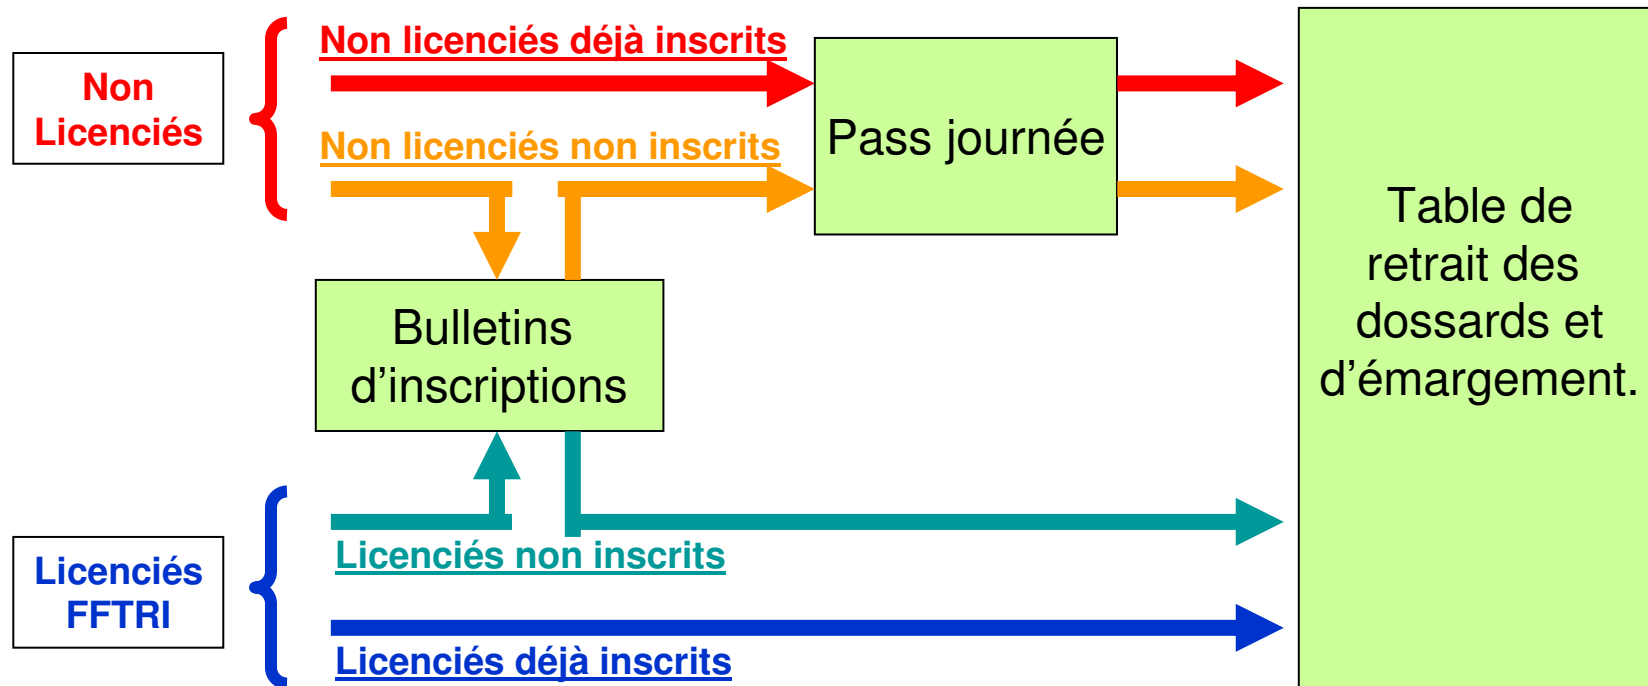 Non licenciés déjà inscrits
Non
Licenciés
Non licenciés non inscrits
Pass journée
Table de
retrait des
dossards et
d’émargement.
Bulletins
d’inscriptions
Licenciés non inscrits
Licenciés
FFTRI
Licenciés déjà inscrits